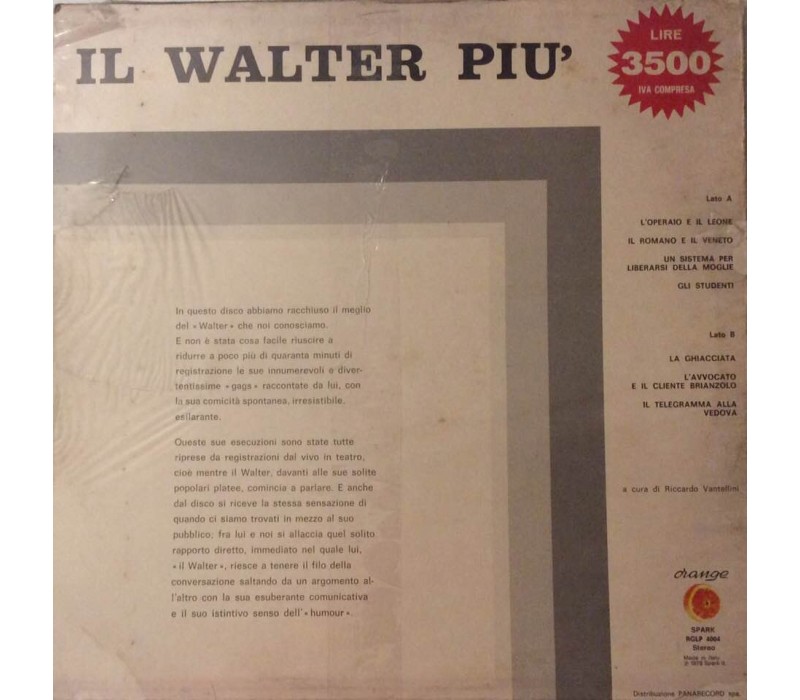 IL WALTER PIU'
LIRE
3500
IVA COMPRESA
Lato A
L'OPERAIO E IL LEONE
IL ROMANO E IL VENETO
UN SISTEMA PER
LIBERARSI DELLA MOGLIE
GLI STUDENTI
Lato B
LA GHIACCIATA
L'AVVOCATO
E IL CLIENTE BRIANZOLO
IL TELEGRAMMA ALLA
VEDOVA
In questo disco abbiamo racchiuso il meglio
del «Walter» che noi conosciamo.
E non è stata cosa facile riuscire a
ridurre a poco più di quaranta minuti di
registrazione le sue innumerevoli e diver-
tentissime «gags» raccontate da lui, con
la sua comicità spontanea, irresistibile,
esilarante.
Queste sue esecuzioni sono state tutte
riprese da registrazioni dal vivo in teatro,
cioè mentre il Walter, davanti alle sue solite
popolari platee, comincia a parlare. E anche
dal disco si riceve la stessa sensazione di
quando ci siamo trovati in mezzo al suo
pubblico; fra lui e noi si allaccia quel solito
rapporto diretto, immediato nel quale lui,
«il Walter», riesce a tenere il filo della
conversazione saltando da un argomento al-
l'altro con la sua esuberante comunicativa
e il suo istintivo senso dell'«humour».
a cura di Riccardo Vantellini
orange
SPARK
Stereo
Made in Italy
Distribuzione PANARECORD spa.